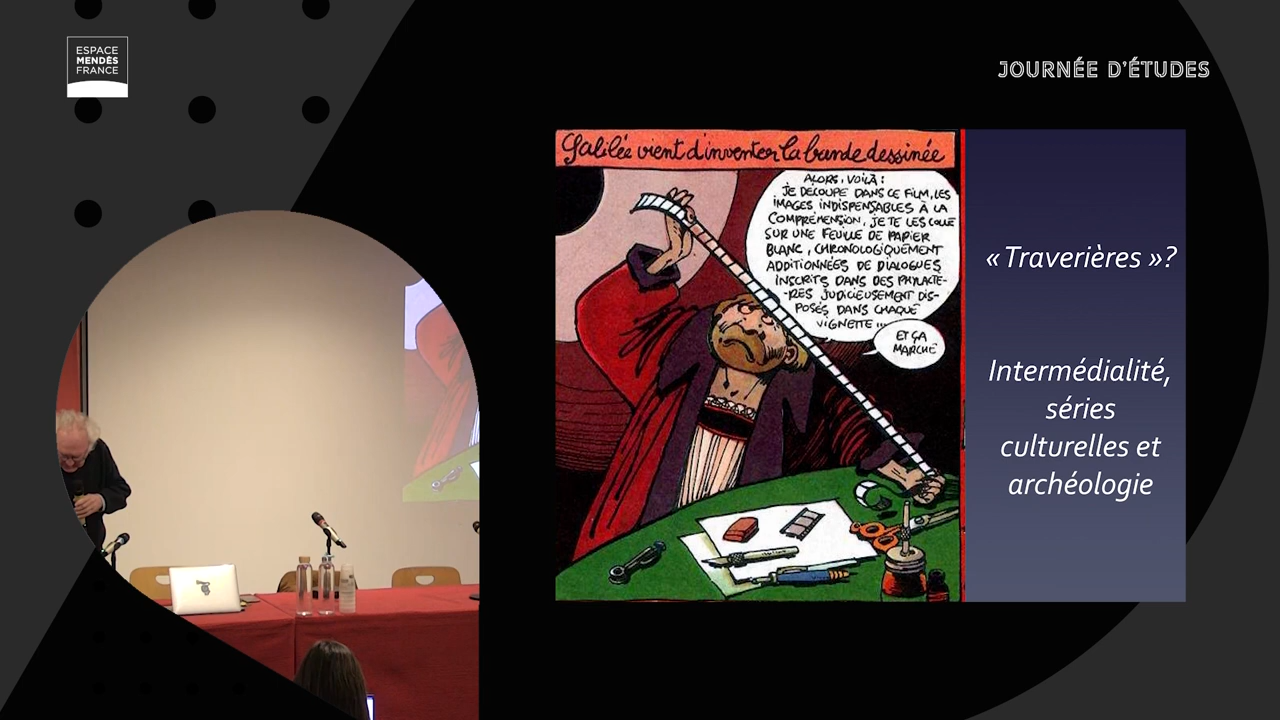 ESPACE
MENDÈS
FRANCE
JOURNÉE D'ÉTUDES
Galilée vient d'inventer la bande dessinée
ALORS, VOILÀ :
JE DECOUPE DANS CE FILM, LES
IMAGES INDISPENSABLES À LA
COMPRÉHENSION, JE TE LES COLLE
SUR UNE FEUILLE DE PAPIER
BLANC, CHRONOLOGIQUEMENT
ADDITIONNÉES DE DIALOGUES
INSCRITS DANS DES PHYLACTE-
-RES JUDICIEUSEMENT DIS-
POSÉS DANS CHAQUE
VIGNETTE...
ET ÇA
MARCHE
« Traverières »?
Intermédialité,
séries
culturelles et
archéologie